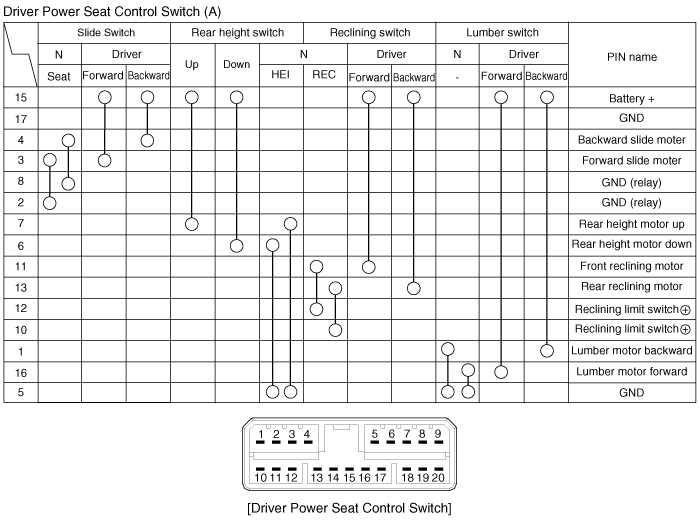 Driver Power Seat Control Switch (A)
Slide Switch Rear height switch Reclining switch Lumber switch PIN name
N Driver Up Down N Driver N Driver
Seat Forward Backward HEI REC Forward Backward - Forward Backward
15 Battery +
17 GND
4 Backward slide moter
3 Forward slide moter
8 GND (relay)
2 GND (relay)
7 Rear height motor up
6 Rear height motor down
11 Front reclining motor
13 Rear reclining motor
12 Reclining limit switch⊕
10 Reclining limit switch⊕
1 Lumber motor backward
16 Lumber motor forward
5 GND
1 2 3 4 5 6 7 8 9
10 11 12 13 14 15 16 17 18 19 20
[Driver Power Seat Control Switch]